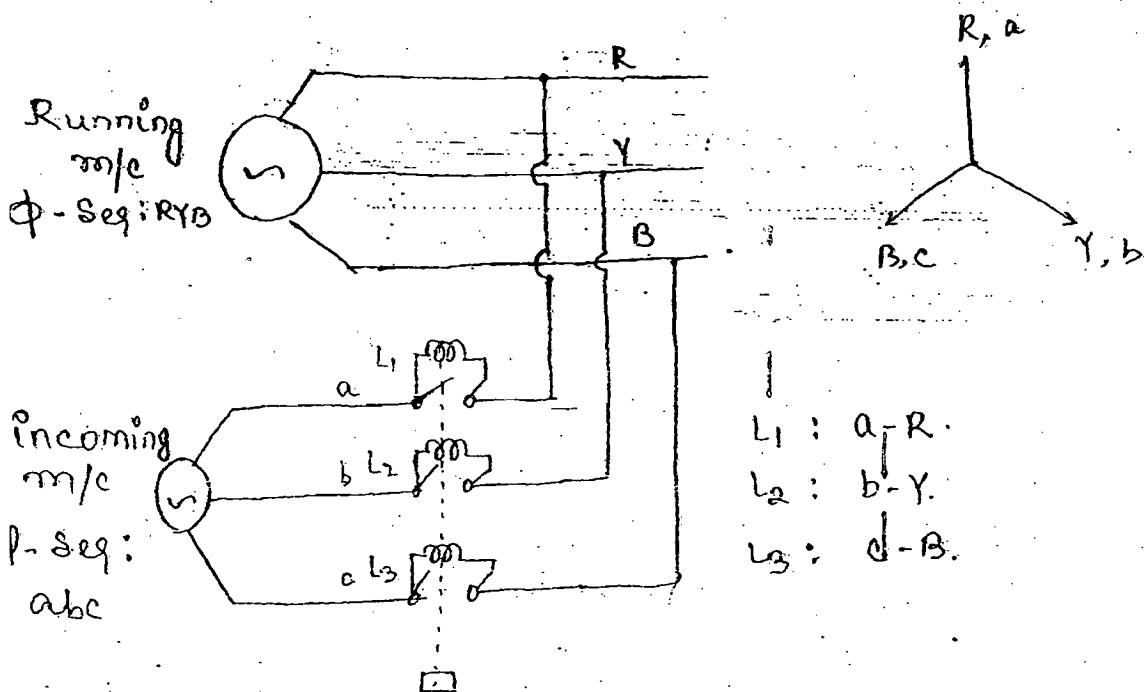 R, a
R
Running
m/c
ϕ - Seq : RYB
Y
B
B, c
Y, b
L₁
a
incoming
m/c
b L₂
P - Seq :
abc
c L₃
L₁ : a - R.
L₂ : b - Y.
L₃ : c - B.